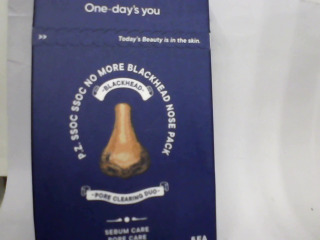 One-day's you
>>
Today's Beauty is in the skin.
P.Z. SSOC SSOC NO MORE BLACKHEAD NOSE PACK
BLACKHEAD
PORE CLEARING DUO
SEBUM CARE
PORE CARE